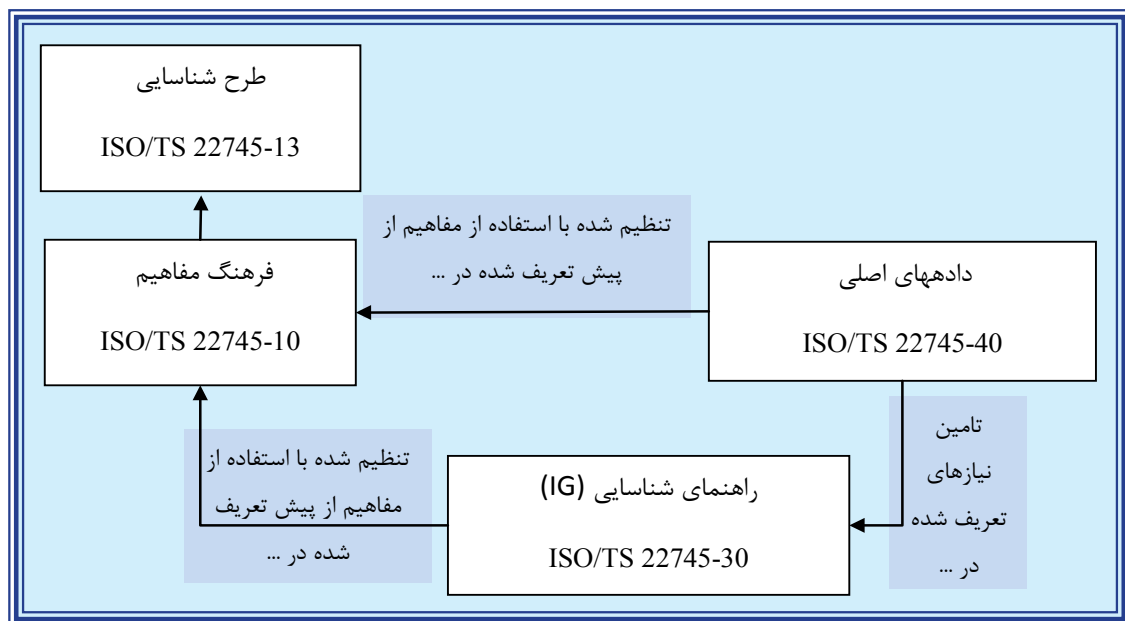 طرح شناسایی
ISO/TS 22745-13
تنظیم شده با استفاده از مفاهیم از
پیش تعریف شده در ...
فرهنگ مفاهیم
ISO/TS 22745-10
دادههای اصلی
ISO/TS 22745-40
تنظیم شده با استفاده از
مفاهیم از پیش تعریف
شده در ...
راهنمای شناسایی (IG)
ISO/TS 22745-30
تامین
نیازهای
تعریف شده
در ...